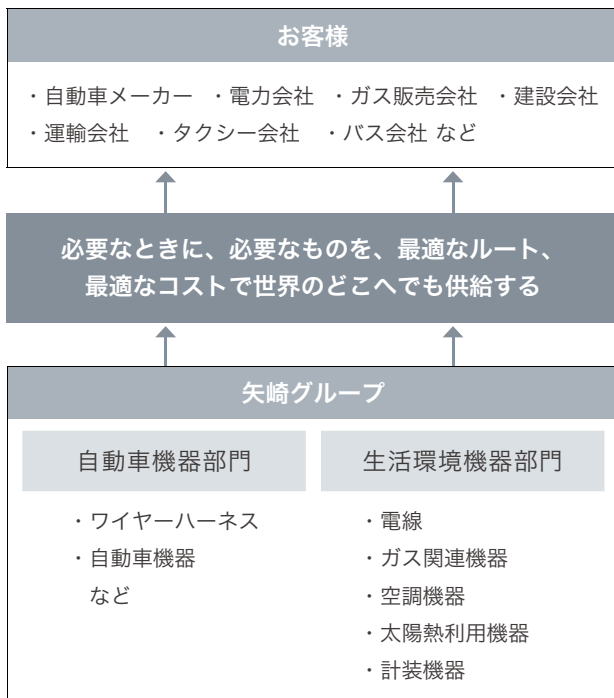 お客様
・自動車メーカー ・電力会社 ・ガス販売会社 ・建設会社
・運輸会社 ・タクシー会社 ・バス会社 など
必要なときに、必要なものを、最適なルート、
最適なコストで世界のどこへでも供給する
矢崎グループ
自動車機器部門
・ワイヤーハーネス
・自動車機器
など
生活環境機器部門
・電線
・ガス関連機器
・空調機器
・太陽熱利用機器
・計装機器